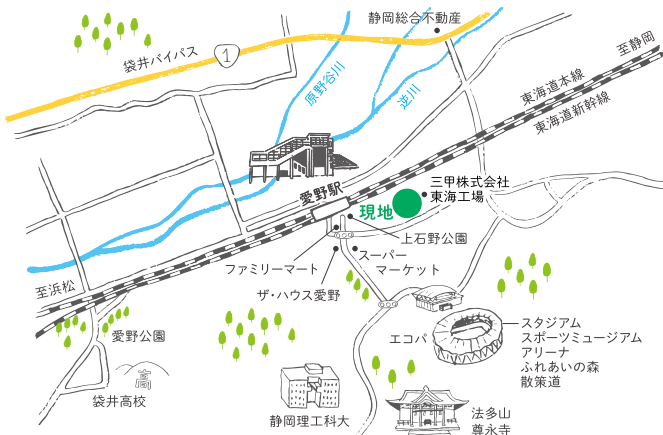 静岡総合不動産
袋井バイパス
1
至静岡
原野谷川
逆川
東海道本線
東海道新幹線
三甲株式会社
東海工場
愛野駅
現地
上石野公園
ファミリーマート
スーパー
マーケット
ザ・ハウス愛野
至浜松
愛野公園
高
袋井高校
エコパ
スタジアム
スポーツミュージアム
アリーナ
ふれあいの森
散策道
静岡理工科大
法多山
尊永寺